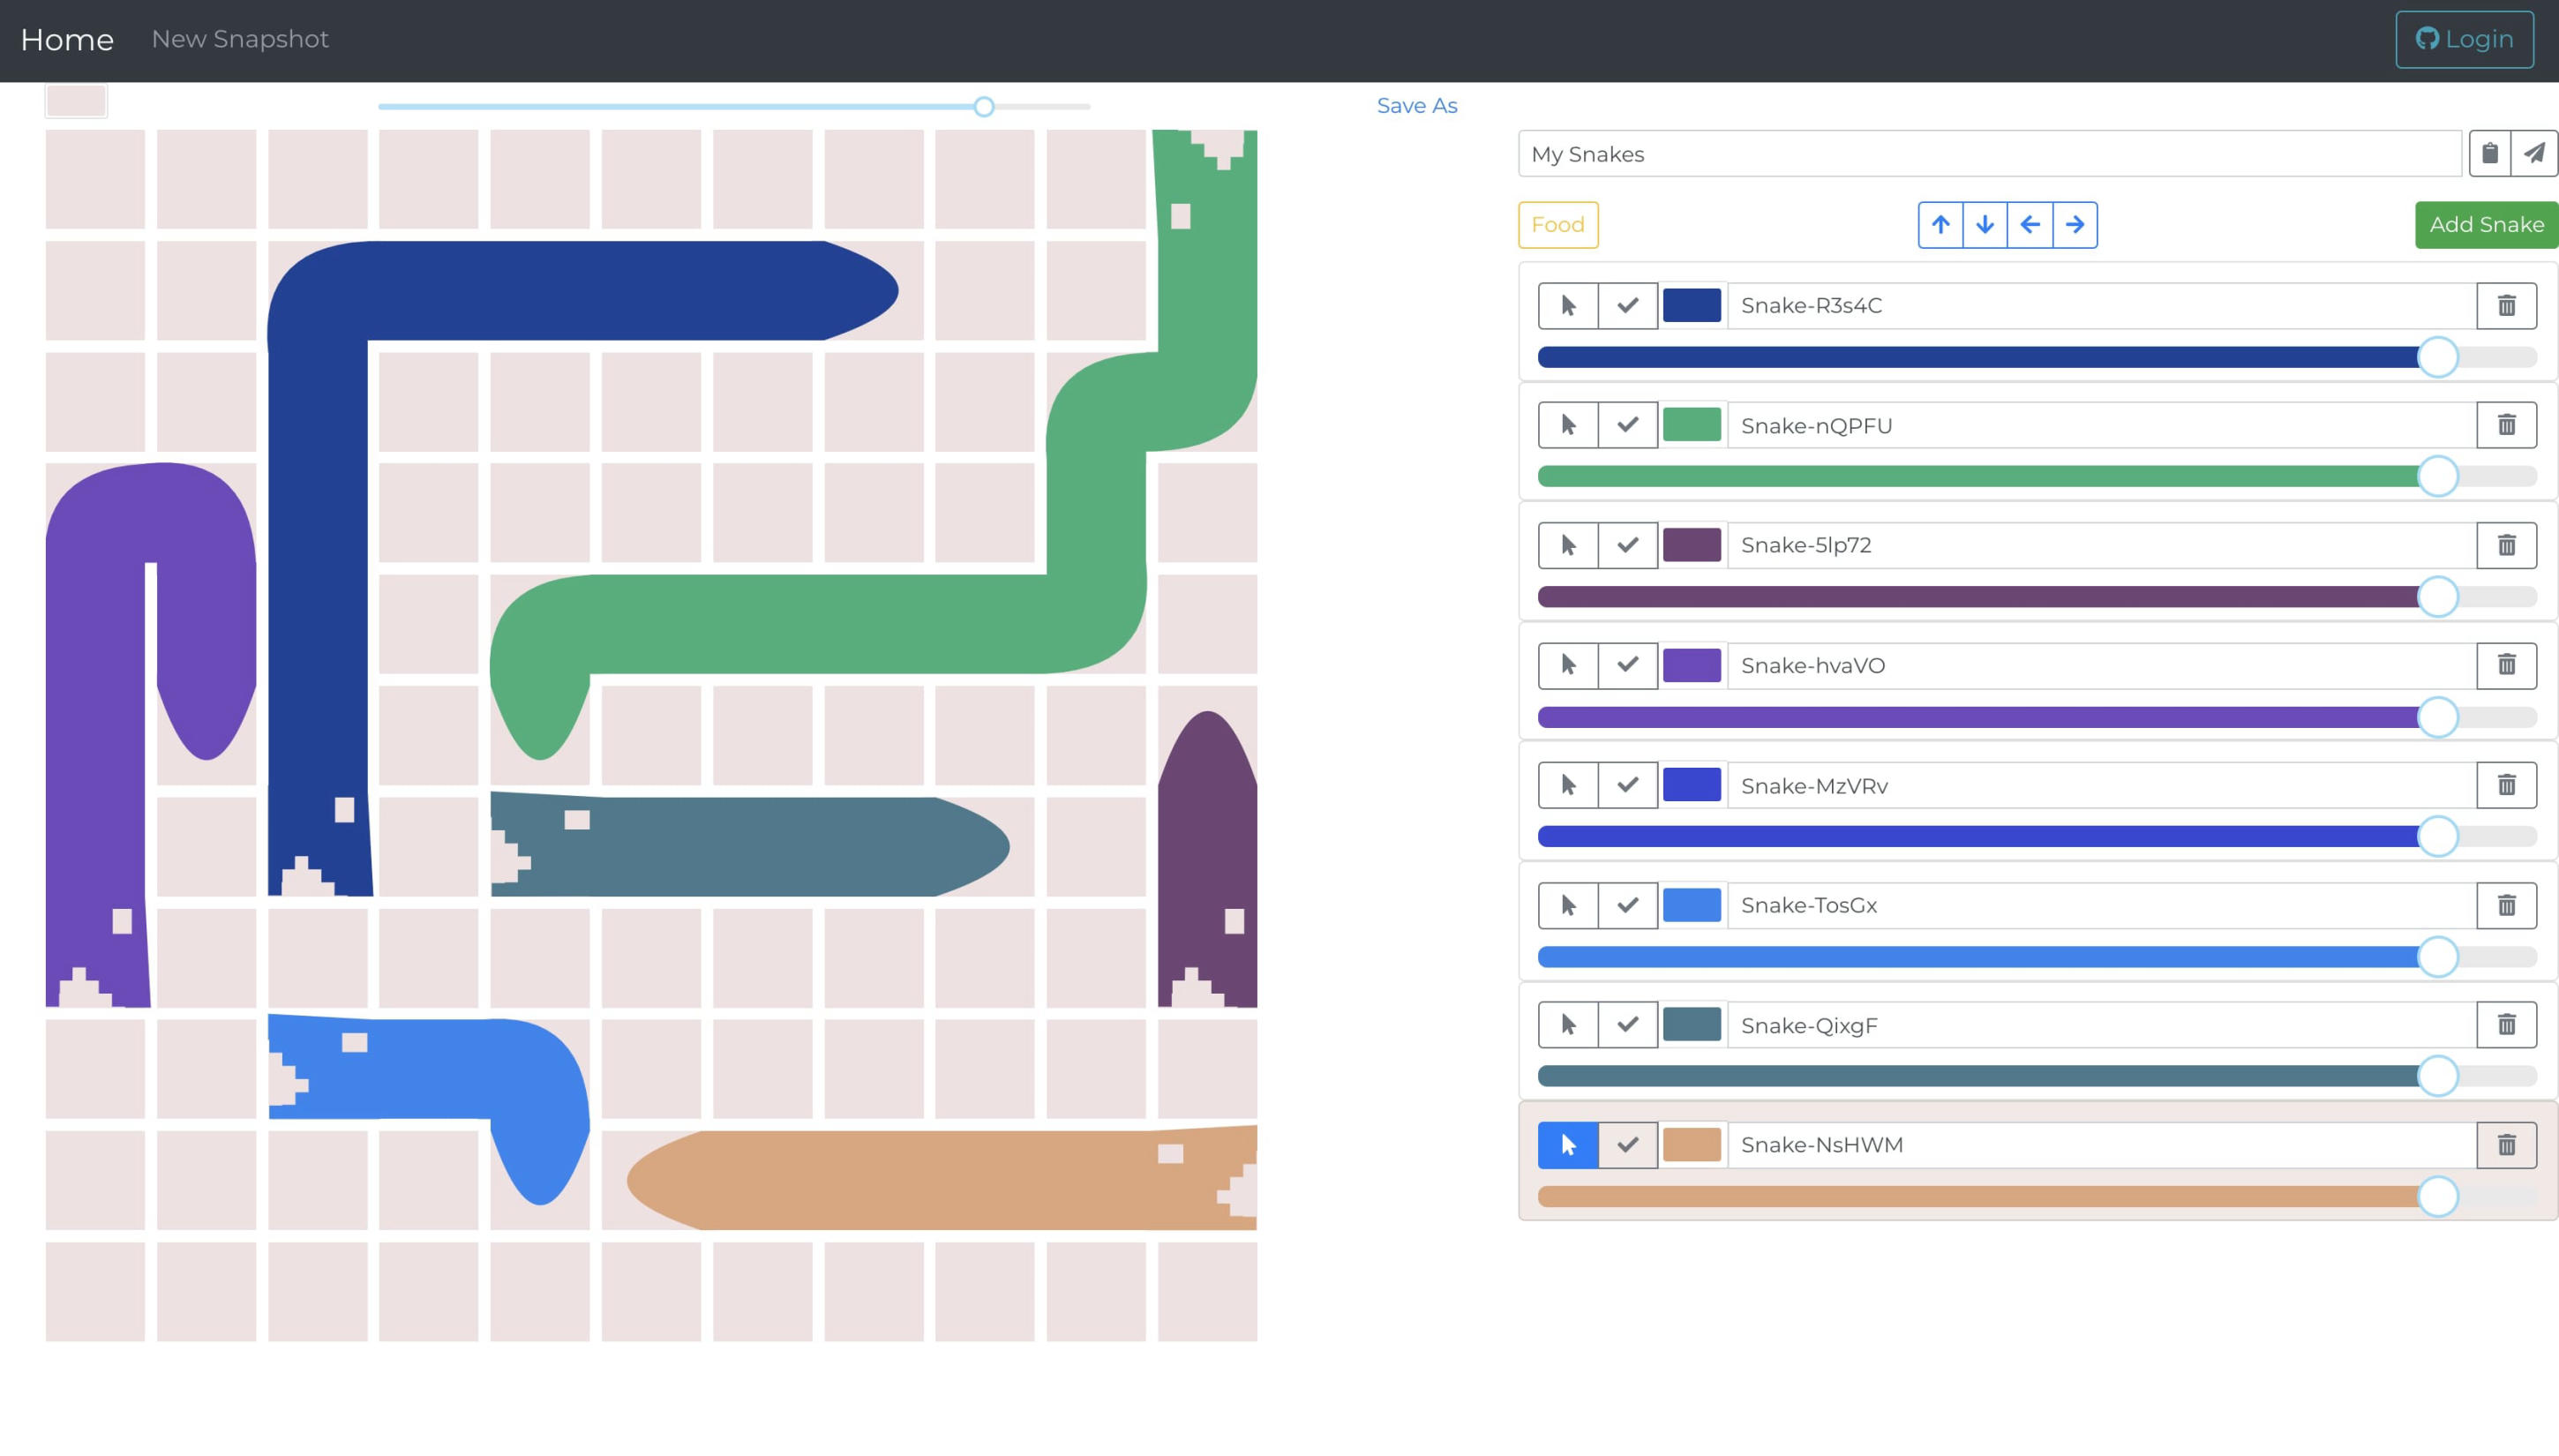 Home New Snapshot Login
Save As
My Snakes
Food Add Snake
Snake-R3s4C
Snake-nQPFU
Snake-5lp72
Snake-hvaVO
Snake-MzVRv
Snake-TosGx
Snake-QixgF
Snake-NsHWM